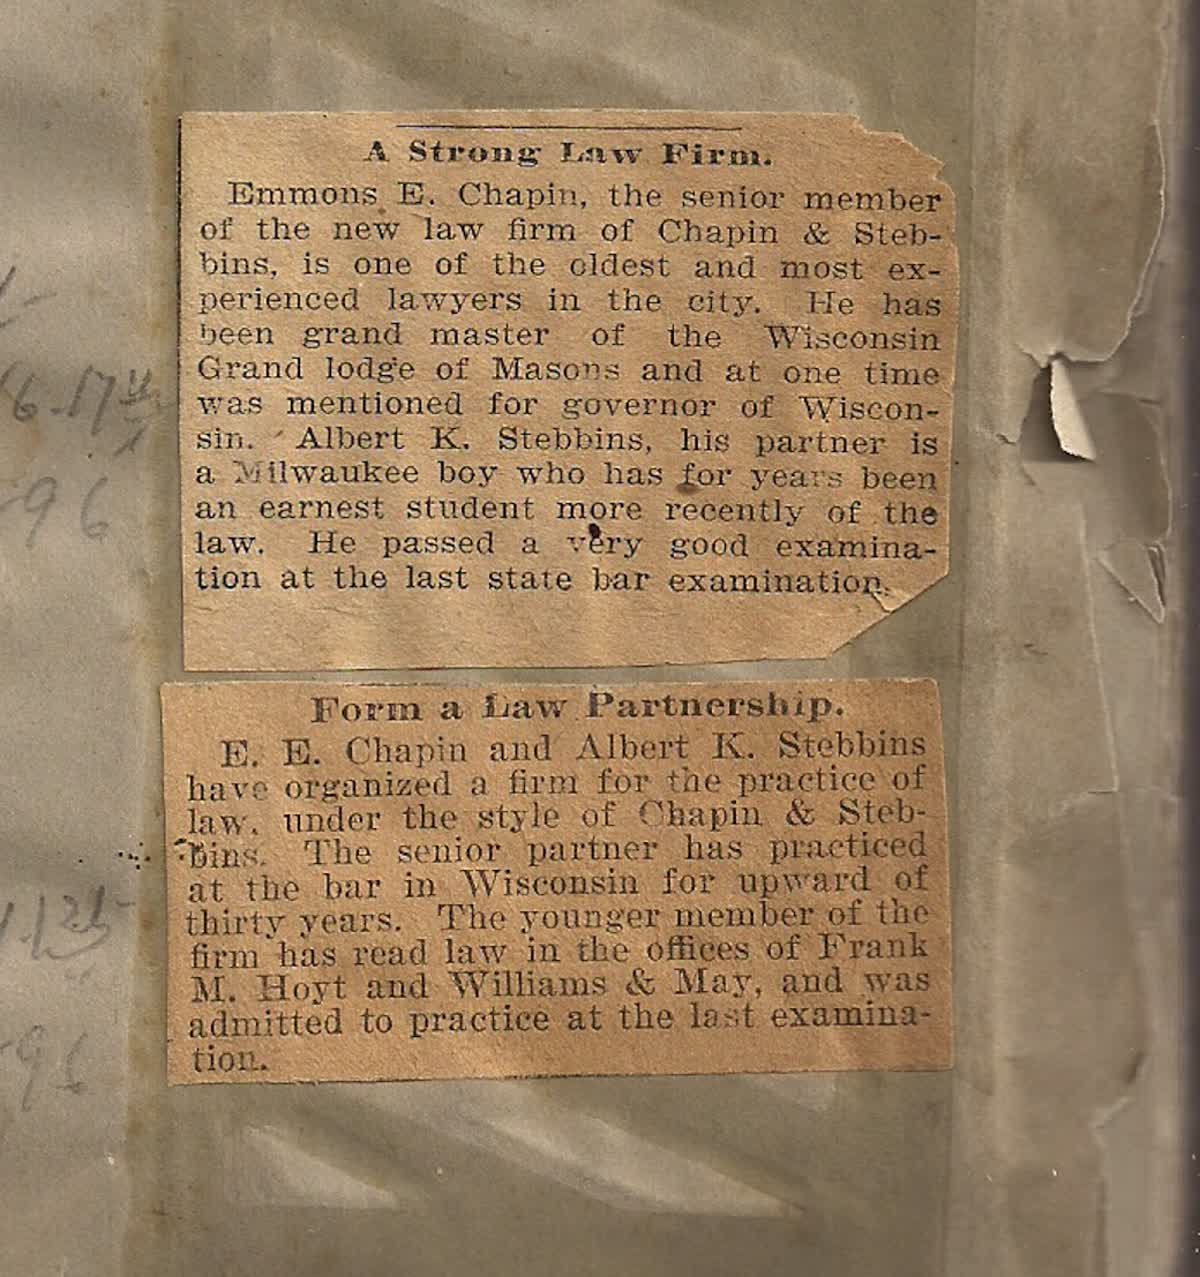 A Strong Law Firm.
Emmons E. Chapin, the senior member
of the new law firm of Chapin & Steb-
bins, is one of the oldest and most ex-
perienced lawyers in the city. He has
been grand master of the Wisconsin
Grand lodge of Masons and at one time
was mentioned for governor of Wiscon-
sin. Albert K. Stebbins, his partner is
a Milwaukee boy who has for years been
an earnest student more recently of the
law. He passed a very good examina-
tion at the last state bar examination.
Form a Law Partnership.
E. E. Chapin and Albert K. Stebbins
have organized a firm for the practice of
law, under the style of Chapin & Steb-
bins. The senior partner has practiced
at the bar in Wisconsin for upward of
thirty years. The younger member of the
firm has read law in the offices of Frank
M. Hoyt and Williams & May, and was
admitted to practice at the last examina-
tion.
17th
96
96